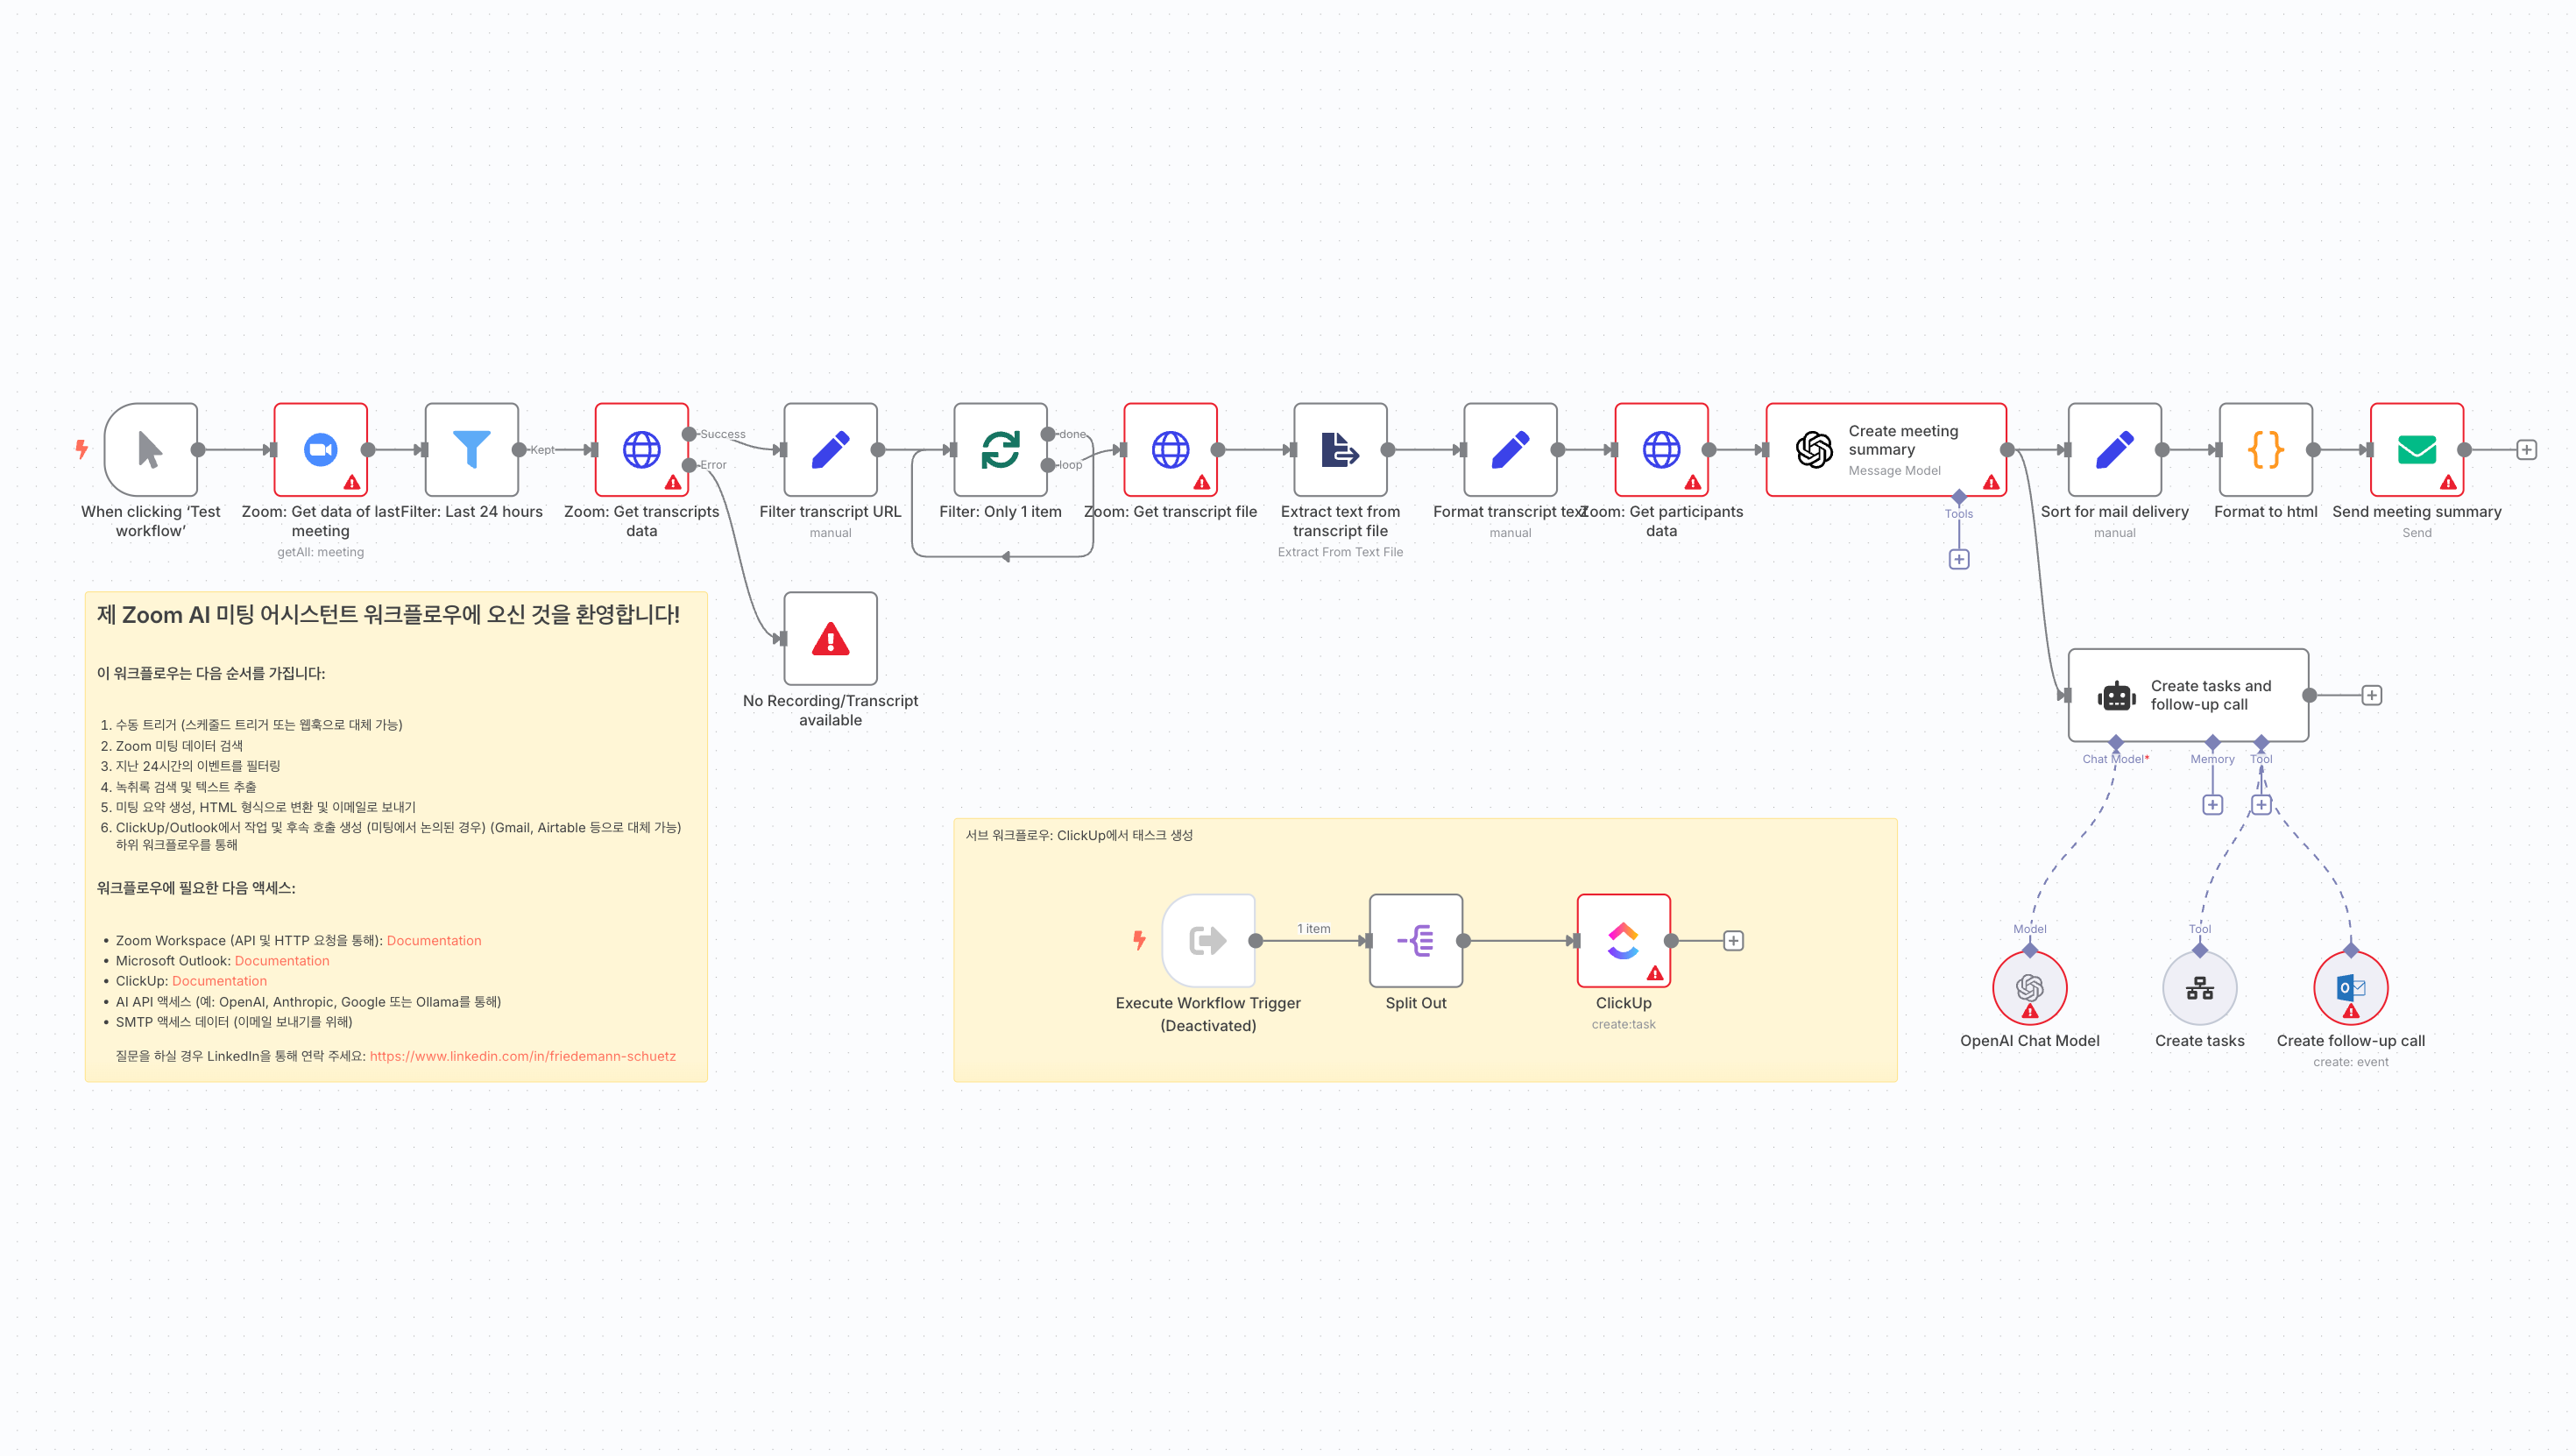 Success
done
Kept
Error
loop
Create meeting
summary
Message Model
When clicking ‘Test
workflow’
Zoom: Get data of last
meeting
getAll: meeting
Filter: Last 24 hours
Zoom: Get transcripts
data
Filter transcript URL
manual
Filter: Only 1 item
Zoom: Get transcript file
Extract text from
transcript file
Extract From Text File
Format transcript text
manual
Zoom: Get participants
data
Tools
Sort for mail delivery
manual
Format to html
Send meeting summary
Send
No Recording/Transcript
available
제 Zoom AI 미팅 어시스턴트 워크플로우에 오신 것을 환영합니다!
이 워크플로우는 다음 순서를 가집니다:
1. 수동 트리거 (스케줄드 트리거 또는 웹훅으로 대체 가능)
2. Zoom 미팅 데이터 검색
3. 지난 24시간의 이벤트를 필터링
4. 녹취록 검색 및 텍스트 추출
5. 미팅 요약 생성, HTML 형식으로 변환 및 이메일로 보내기
6. ClickUp/Outlook에서 작업 및 후속 호출 생성 (미팅에서 논의된 경우) (Gmail, Airtable 등으로 대체 가능)
하위 워크플로우를 통해
워크플로우에 필요한 다음 액세스:
• Zoom Workspace (API 및 HTTP 요청을 통해): Documentation
• Microsoft Outlook: Documentation
• ClickUp: Documentation
• AI API 액세스 (예: OpenAI, Anthropic, Google 또는 Ollama를 통해)
• SMTP 액세스 데이터 (이메일 보내기를 위해)
질문을 하실 경우 LinkedIn을 통해 연락 주세요: https://www.linkedin.com/in/friedemann-schuetz
서브 워크플로우: ClickUp에서 태스크 생성
1 item
Execute Workflow Trigger
(Deactivated)
Split Out
ClickUp
create:task
Create tasks and
follow-up call
Chat Model*
Memory
Tool
Model
Tool
OpenAI Chat Model
Create tasks
Create follow-up call
create: event